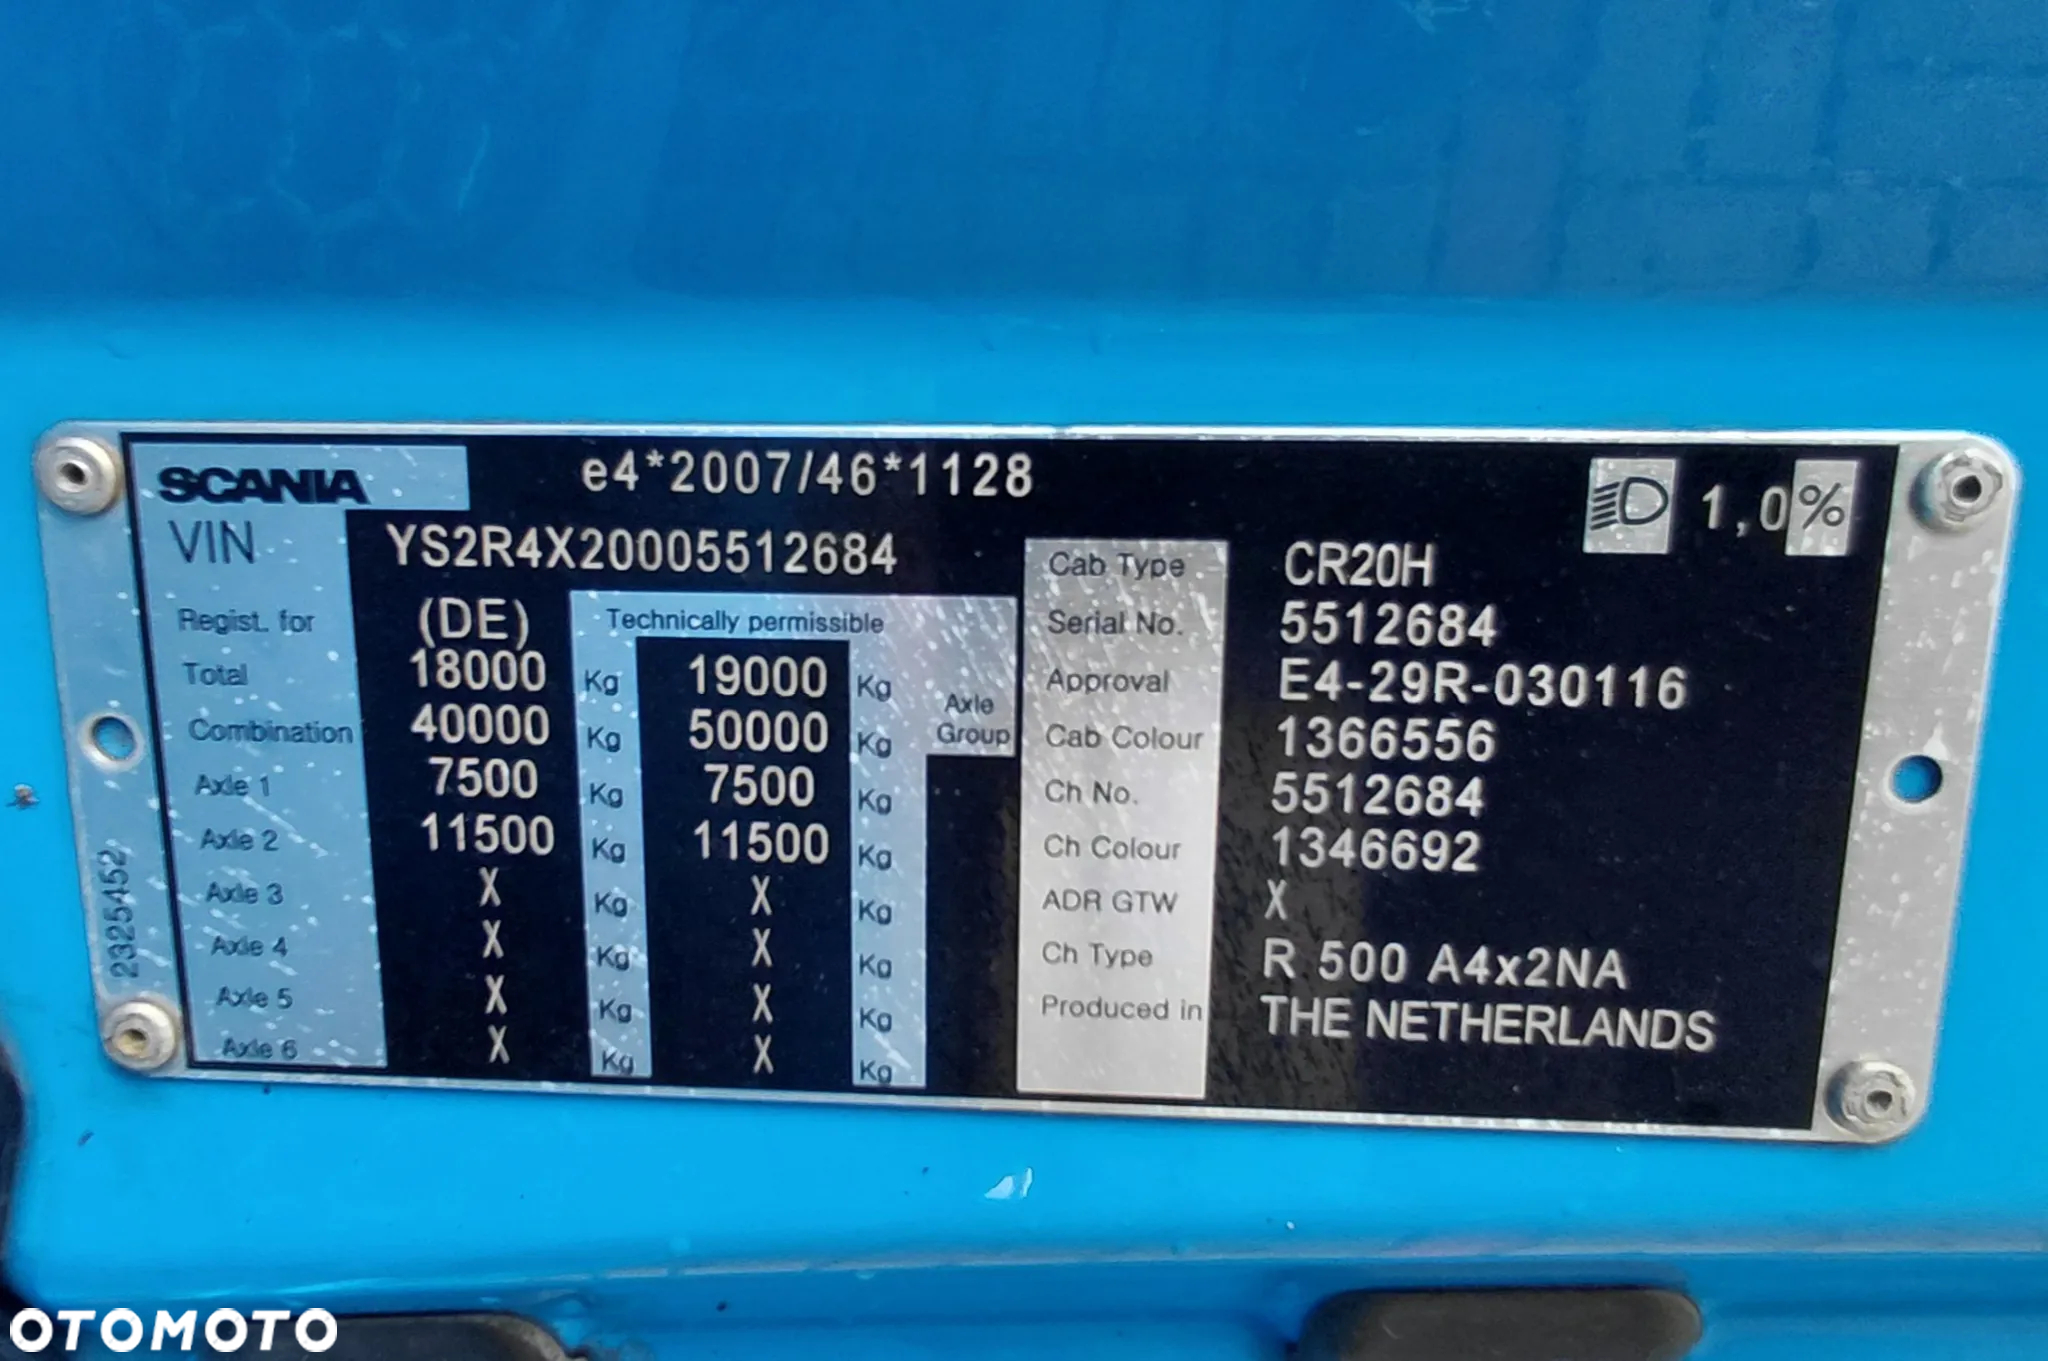 SCANIA e4*2007/46*1128 1,0%
VIN YS2R4X20005512684
Regist. for (DE) Technically permissible
Total 18000 Kg 19000 Kg
Combination 40000 Kg 50000 Kg
Axle Group
Axle 1 7500 Kg 7500 Kg
Axle 2 11500 Kg 11500 Kg
Axle 3 X Kg X Kg
Axle 4 X Kg X Kg
Axle 5 X Kg X Kg
Axle 6 X Kg X Kg
Cab Type CR20H
Serial No. 5512684
Approval E4-29R-030116
Cab Colour 1366556
Ch No. 5512684
Ch Colour 1346692
ADR GTW X
Ch Type R 500 A4x2NA
Produced in THE NETHERLANDS
2325452
OTOMOTO